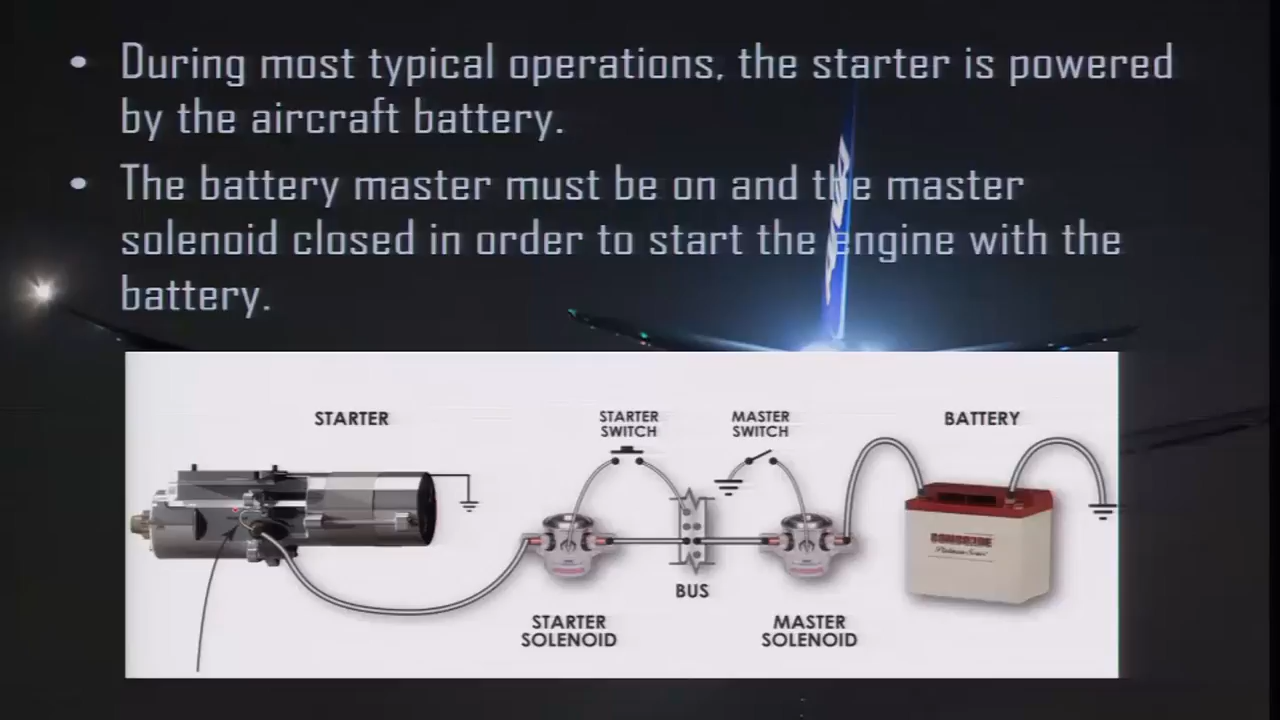 • During most typical operations, the starter is powered
by the aircraft battery.
• The battery master must be on and the master
solenoid closed in order to start the engine with the
battery.
STARTER
STARTER
SWITCH
MASTER
SWITCH
BATTERY
BUS
STARTER
SOLENOID
MASTER
SOLENOID